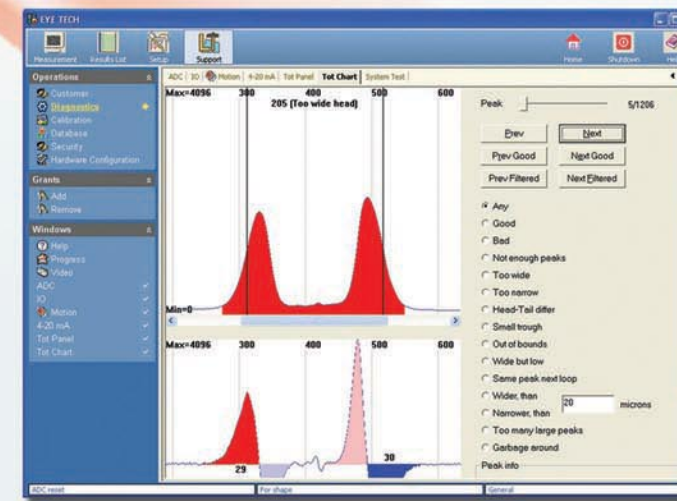 EYE TECH
Measurement Results List Setup Support Home Shutdown
Operations
Customer
Diagnostics
Calibration
Database
Security
Hardware Configuration
Grants
Add
Remove
Windows
Help
Progress
Video
ADC
IO
Motion
4-20 mA
Tot Panel
Tot Chart
ADC IO Motion 4-20 mA Tot Panel Tot Chart System Test
Max=4096 300 400 500 600
205 (Too wide head)
Min=0
Max=4096 300 400 500 600
29
30
Peak 5/1206
Prev Next
Prev Good Next Good
Prev Filtered Next Filtered
Any
Good
Bad
Not enough peaks
Too wide
Too narrow
Head-Tail differ
Small trough
Out of bounds
Wide but low
Same peak next loop
Wider, than
20 microns
Narrower, than
Too many large peaks
Garbage around
Peak info
ADC reset For shape General